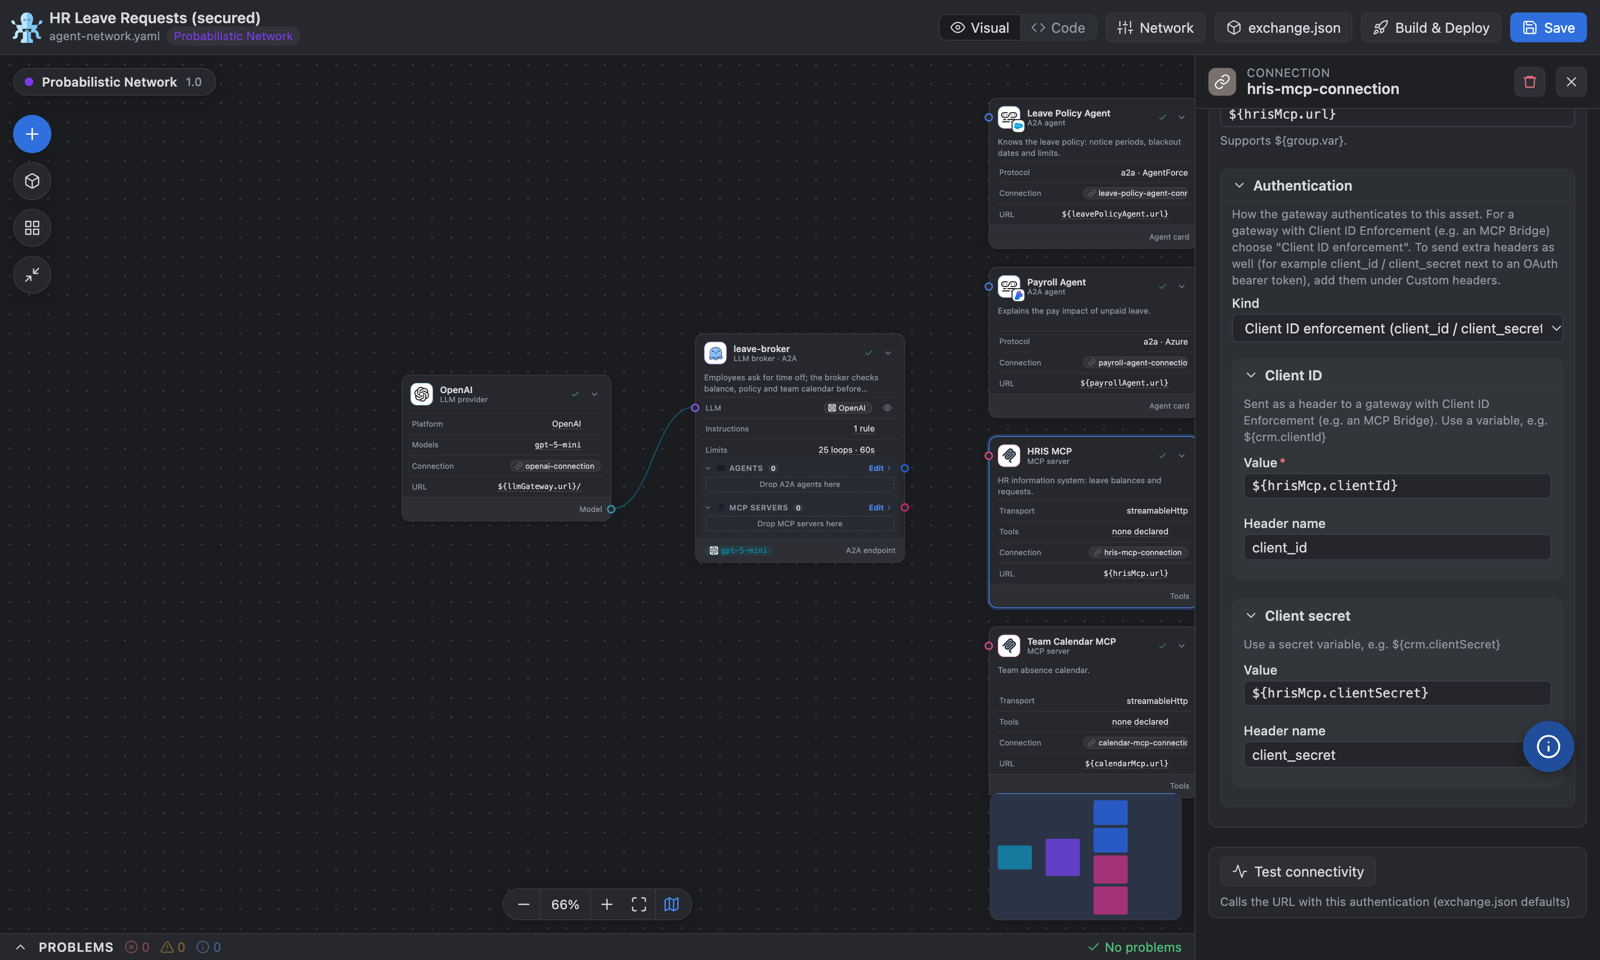 HR Leave Requests (secured)
agent-network.yaml
Probabilistic Network
Visual
Code
Network
exchange.json
Build & Deploy
Save
Probabilistic Network 1.0
OpenAI
LLM provider
Platform
OpenAI
Models
gpt-5-mini
Connection
openai-connection
URL
${llmGateway.url}/
Model
leave-broker
LLM broker · A2A
Employees ask for time off; the broker checks
balance, policy and team calendar before...
LLM
OpenAI
Instructions
1 rule
Limits
25 loops · 60s
AGENTS 0
Edit
Drop A2A agents here
MCP SERVERS 0
Edit
Drop MCP servers here
gpt-5-mini
A2A endpoint
Leave Policy Agent
A2A agent
Knows the leave policy: notice periods, blackout
dates and limits.
Protocol
a2a · AgentForce
Connection
leave-policy-agent-conn
URL
${leavePolicyAgent.url}
Agent card
Payroll Agent
A2A agent
Explains the pay impact of unpaid leave.
Protocol
a2a · Azure
Connection
payroll-agent-connectio
URL
${payrollAgent.url}
Agent card
HRIS MCP
MCP server
HR information system: leave balances and
requests.
Transport
streamableHttp
Tools
none declared
Connection
hris-mcp-connection
URL
${hrisMcp.url}
Tools
Team Calendar MCP
MCP server
Team absence calendar.
Transport
streamableHttp
Tools
none declared
Connection
calendar-mcp-connectic
URL
${calendarMcp.url}
Tools
66%
PROBLEMS 0 0 0
No problems
CONNECTION
hris-mcp-connection
${hrisMcp.url}
Supports ${group.var}.
Authentication
How the gateway authenticates to this asset. For a
gateway with Client ID Enforcement (e.g. an MCP Bridge)
choose "Client ID enforcement". To send extra headers as
well (for example client_id / client_secret next to an OAuth
bearer token), add them under Custom headers.
Kind
Client ID enforcement (client_id / client_secret
Client ID
Sent as a header to a gateway with Client ID
Enforcement (e.g. an MCP Bridge). Use a variable, e.g.
${crm.clientId}
Value *
${hrisMcp.clientId}
Header name
client_id
Client secret
Use a secret variable, e.g. ${crm.clientSecret}
Value
${hrisMcp.clientSecret}
Header name
client_secret
Test connectivity
Calls the URL with this authentication (exchange.json defaults)